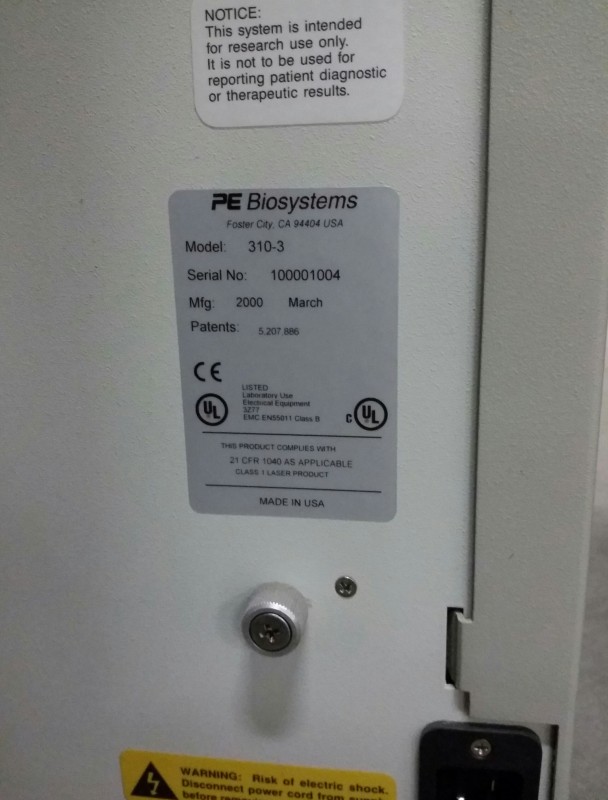 NOTICE:
This system is intended
for research use only.
It is not to be used for
reporting patient diagnostic
or therapeutic results.
PE Biosystems
Foster City, CA 94404 USA
Model: 310-3
Serial No: 100001004
Mfg: 2000 March
Patents: 5.207.886
CE
LISTED
Laboratory Use
Electrical Equipment
3Z77
EMC EN55011 Class B
UL
C UL
THIS PRODUCT COMPLIES WITH
21 CFR 1040 AS APPLICABLE
CLASS 1 LASER PRODUCT
MADE IN USA
WARNING: Risk of electric shock.
Disconnect power cord from
before